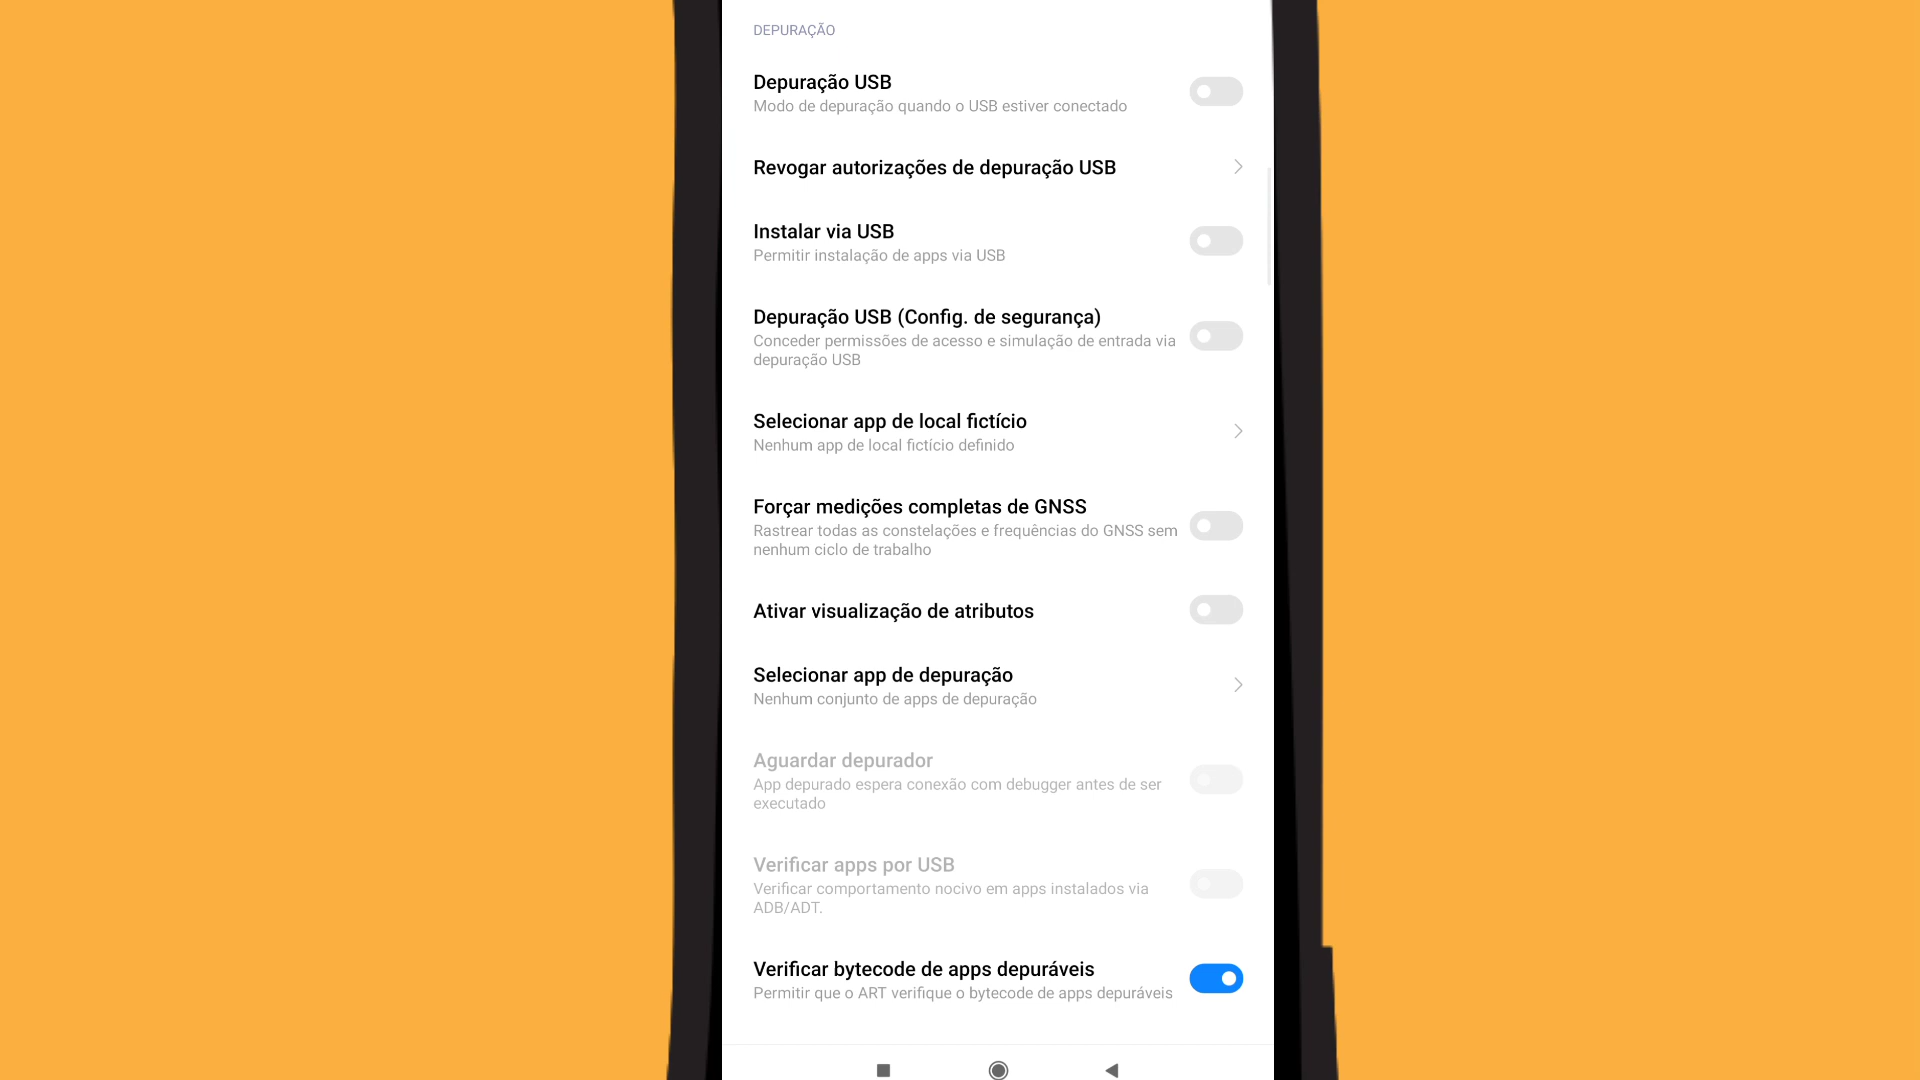 DEPURAÇÃO
Depuração USB
Modo de depuração quando o USB estiver conectado
Revogar autorizações de depuração USB
Instalar via USB
Permitir instalação de apps via USB
Depuração USB (Config. de segurança)
Conceder permissões de acesso e simulação de entrada via
depuração USB
Selecionar app de local fictício
Nenhum app de local fictício definido
Forçar medições completas de GNSS
Rastrear todas as constelações e frequências do GNSS sem
nenhum ciclo de trabalho
Ativar visualização de atributos
Selecionar app de depuração
Nenhum conjunto de apps de depuração
Aguardar depurador
App depurado espera conexão com debugger antes de ser
executado
Verificar apps por USB
Verificar comportamento nocivo em apps instalados via
ADB/ADT.
Verificar bytecode de apps depuráveis
Permitir que o ART verifique o bytecode de apps depuráveis